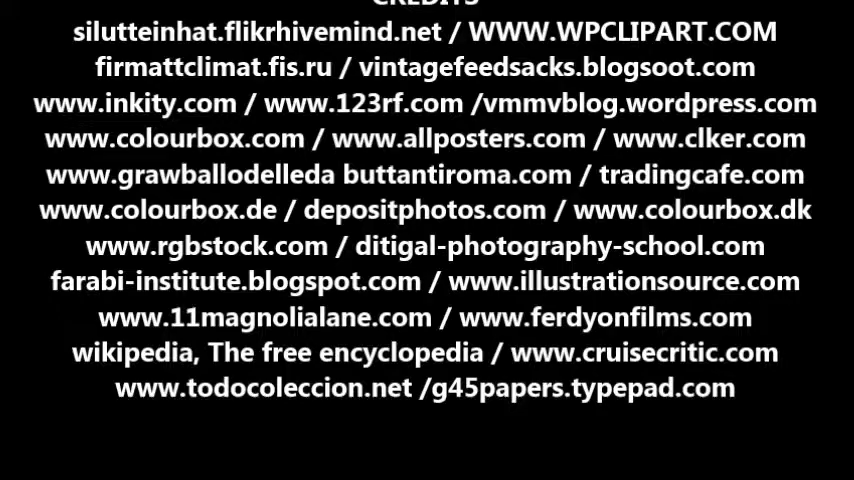 CREDITS
silutteinhat.flikrhivemind.net / WWW.WPCLIPART.COM
firmattclimat.fis.ru / vintagefeedsacks.blogsoot.com
www.inkity.com / www.123rf.com /vmmvblog.wordpress.com
www.colourbox.com / www.allposters.com / www.clker.com
www.grawballodelleda buttantiroma.com / tradingcafe.com
www.colourbox.de / depositphotos.com / www.colourbox.dk
www.rgbstock.com / ditigal-photography-school.com
farabi-institute.blogspot.com / www.illustrationsource.com
www.11magnolialane.com / www.ferdyonfilms.com
wikipedia, The free encyclopedia / www.cruisecritic.com
www.todocoleccion.net /g45papers.typepad.com